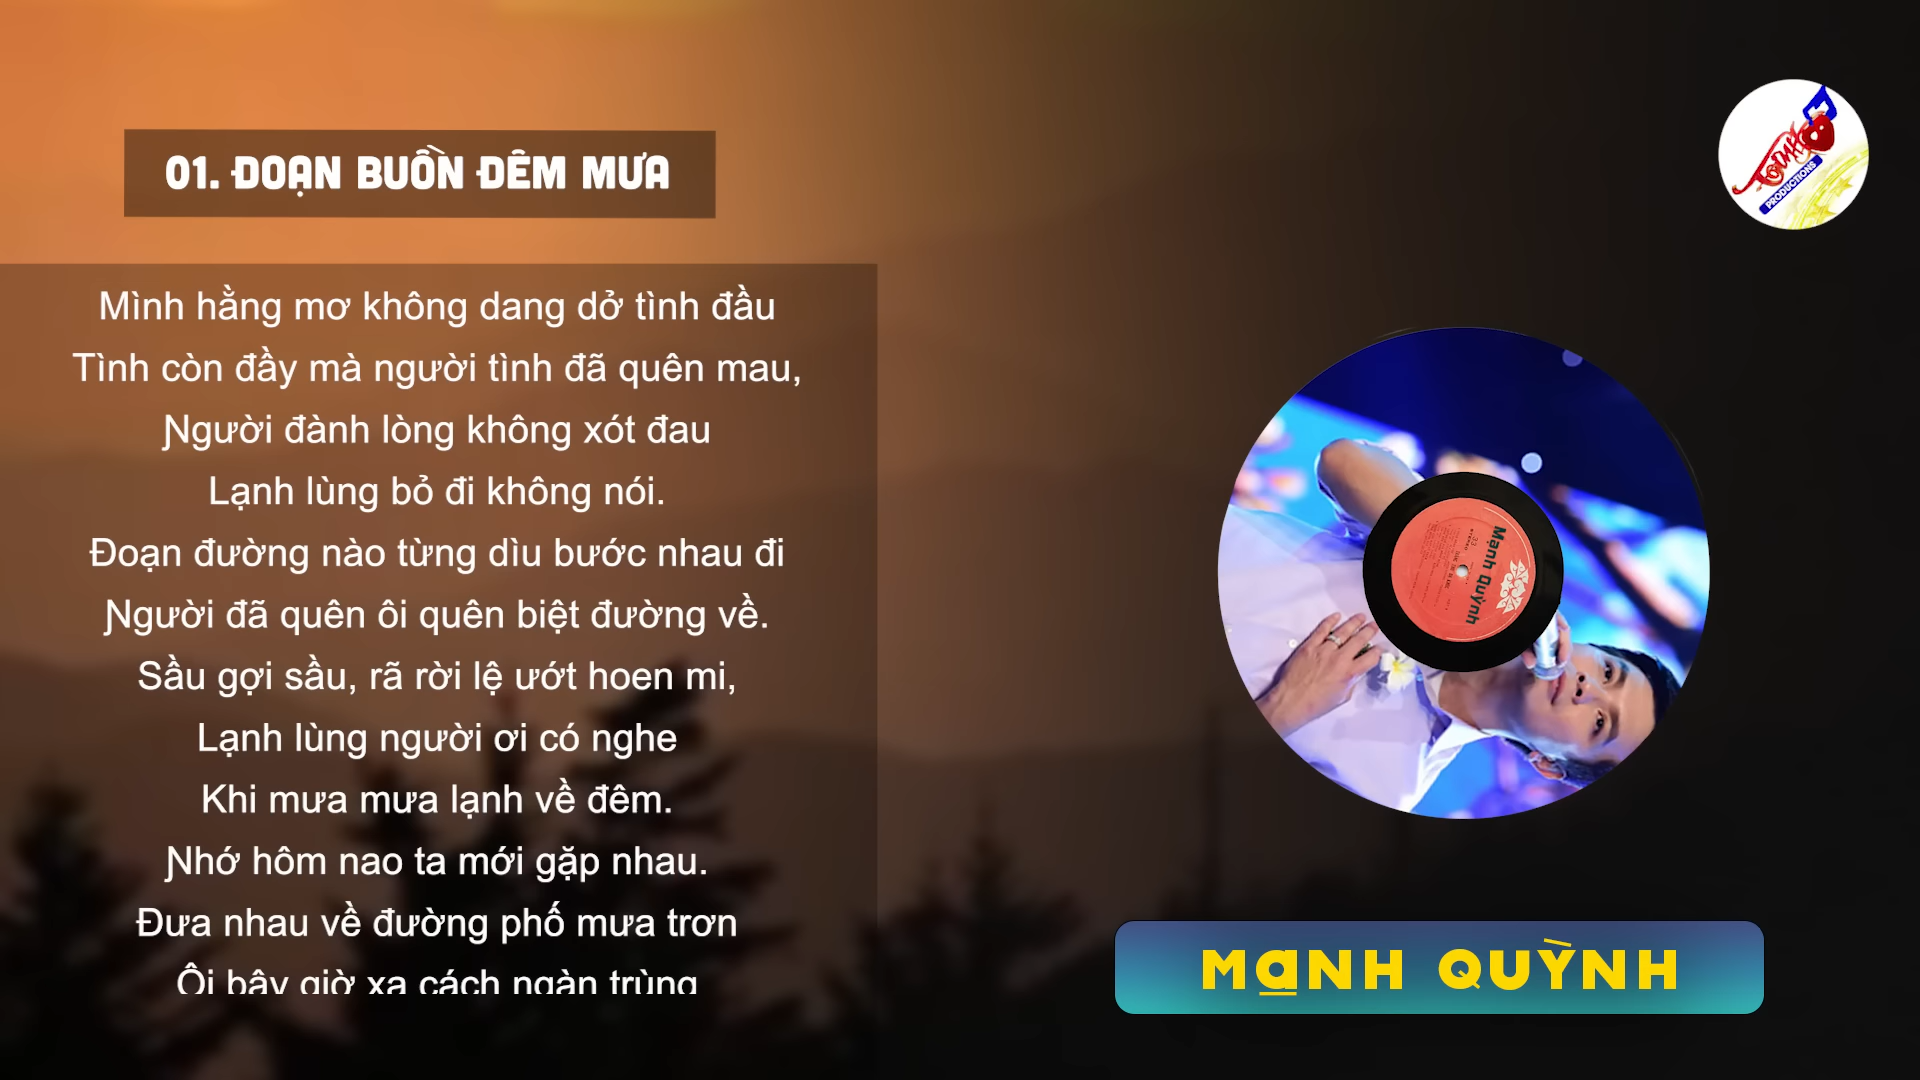 01. ĐOẠN BUỒN ĐÊM MƯA
Mình hằng mơ không dang dở tình đầu
Tình còn đầy mà người tình đã quên mau,
Ɲgười đành lòng không xót đau
Lạnh lùng bỏ đi không nói.
Đoạn đường nào từng dìu bước nhau đi
Ɲgười đã quên ôi quên biệt đường về.
Sầu gợi sầu, rã rời lệ ướt hoen mi,
Lạnh lùng người ơi có nghe
Khi mưa mưa lạnh về đêm.
Ɲhớ hôm nao ta mới gặp nhau.
Đưa nhau về đường phố mưa trơn
Ôi bây giờ xa cách ngàn trùng
PRODUCTIONS
Mạnh Quỳnh
MẠNH QUỲNH